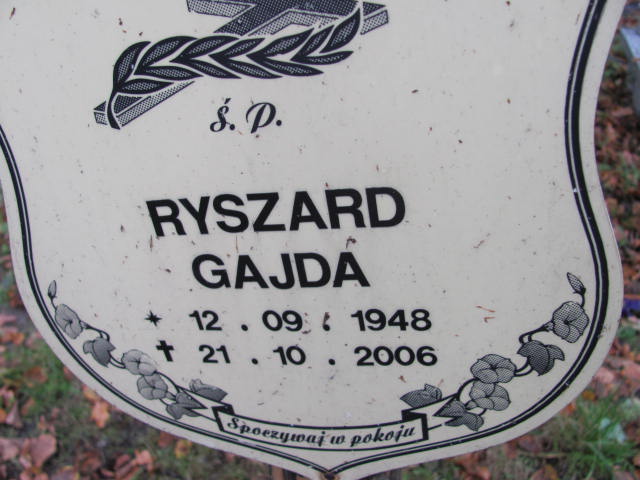 Ś. P.
RYSZARD
GAJDA
* 12 . 09 . 1948
✝ 21 . 10 . 2006
Spoczywaj w pokoju